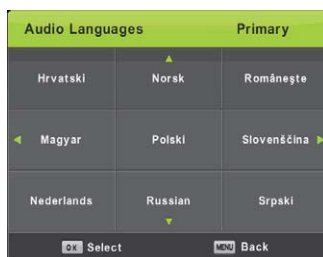 Audio Languages Primary
Hrvatski Norsk Românește
Magyar Polski Slovenščina
Nederlands Russian Srpski
OK Select MENU Back